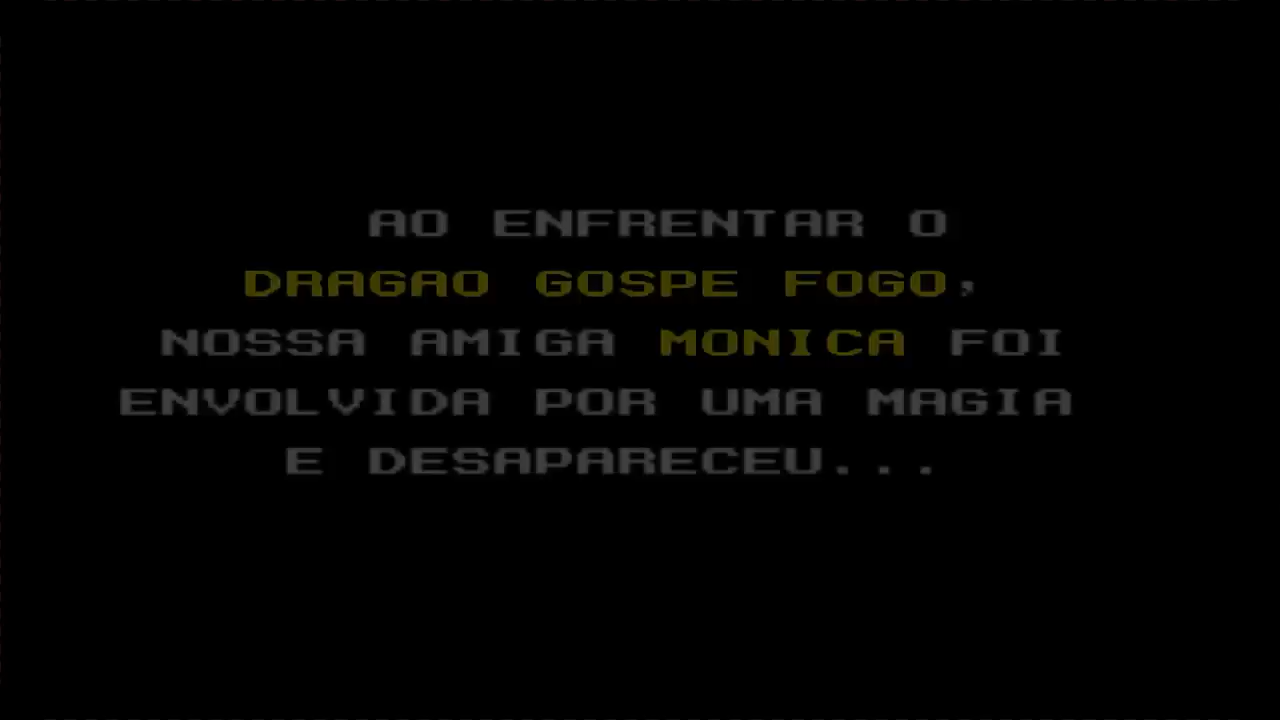 AO ENFRENTAR O
DRAGAO GOSPE FOGO,
NOSSA AMIGA MONICA FOI
ENVOLVIDA POR UMA MAGIA
E DESAPARECEU...